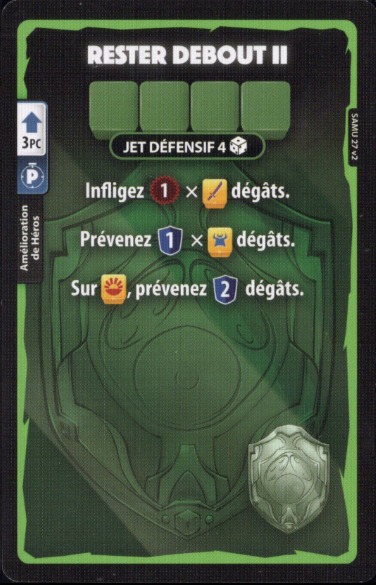 RESTER DEBOUT II
3PC
P
JET DÉFENSIF 4
SAMU 27 v2
Amélioration
de Héros
Infligez 1 × dégâts.
Prévenez 1 × dégâts.
Sur , prévenez 2 dégâts.